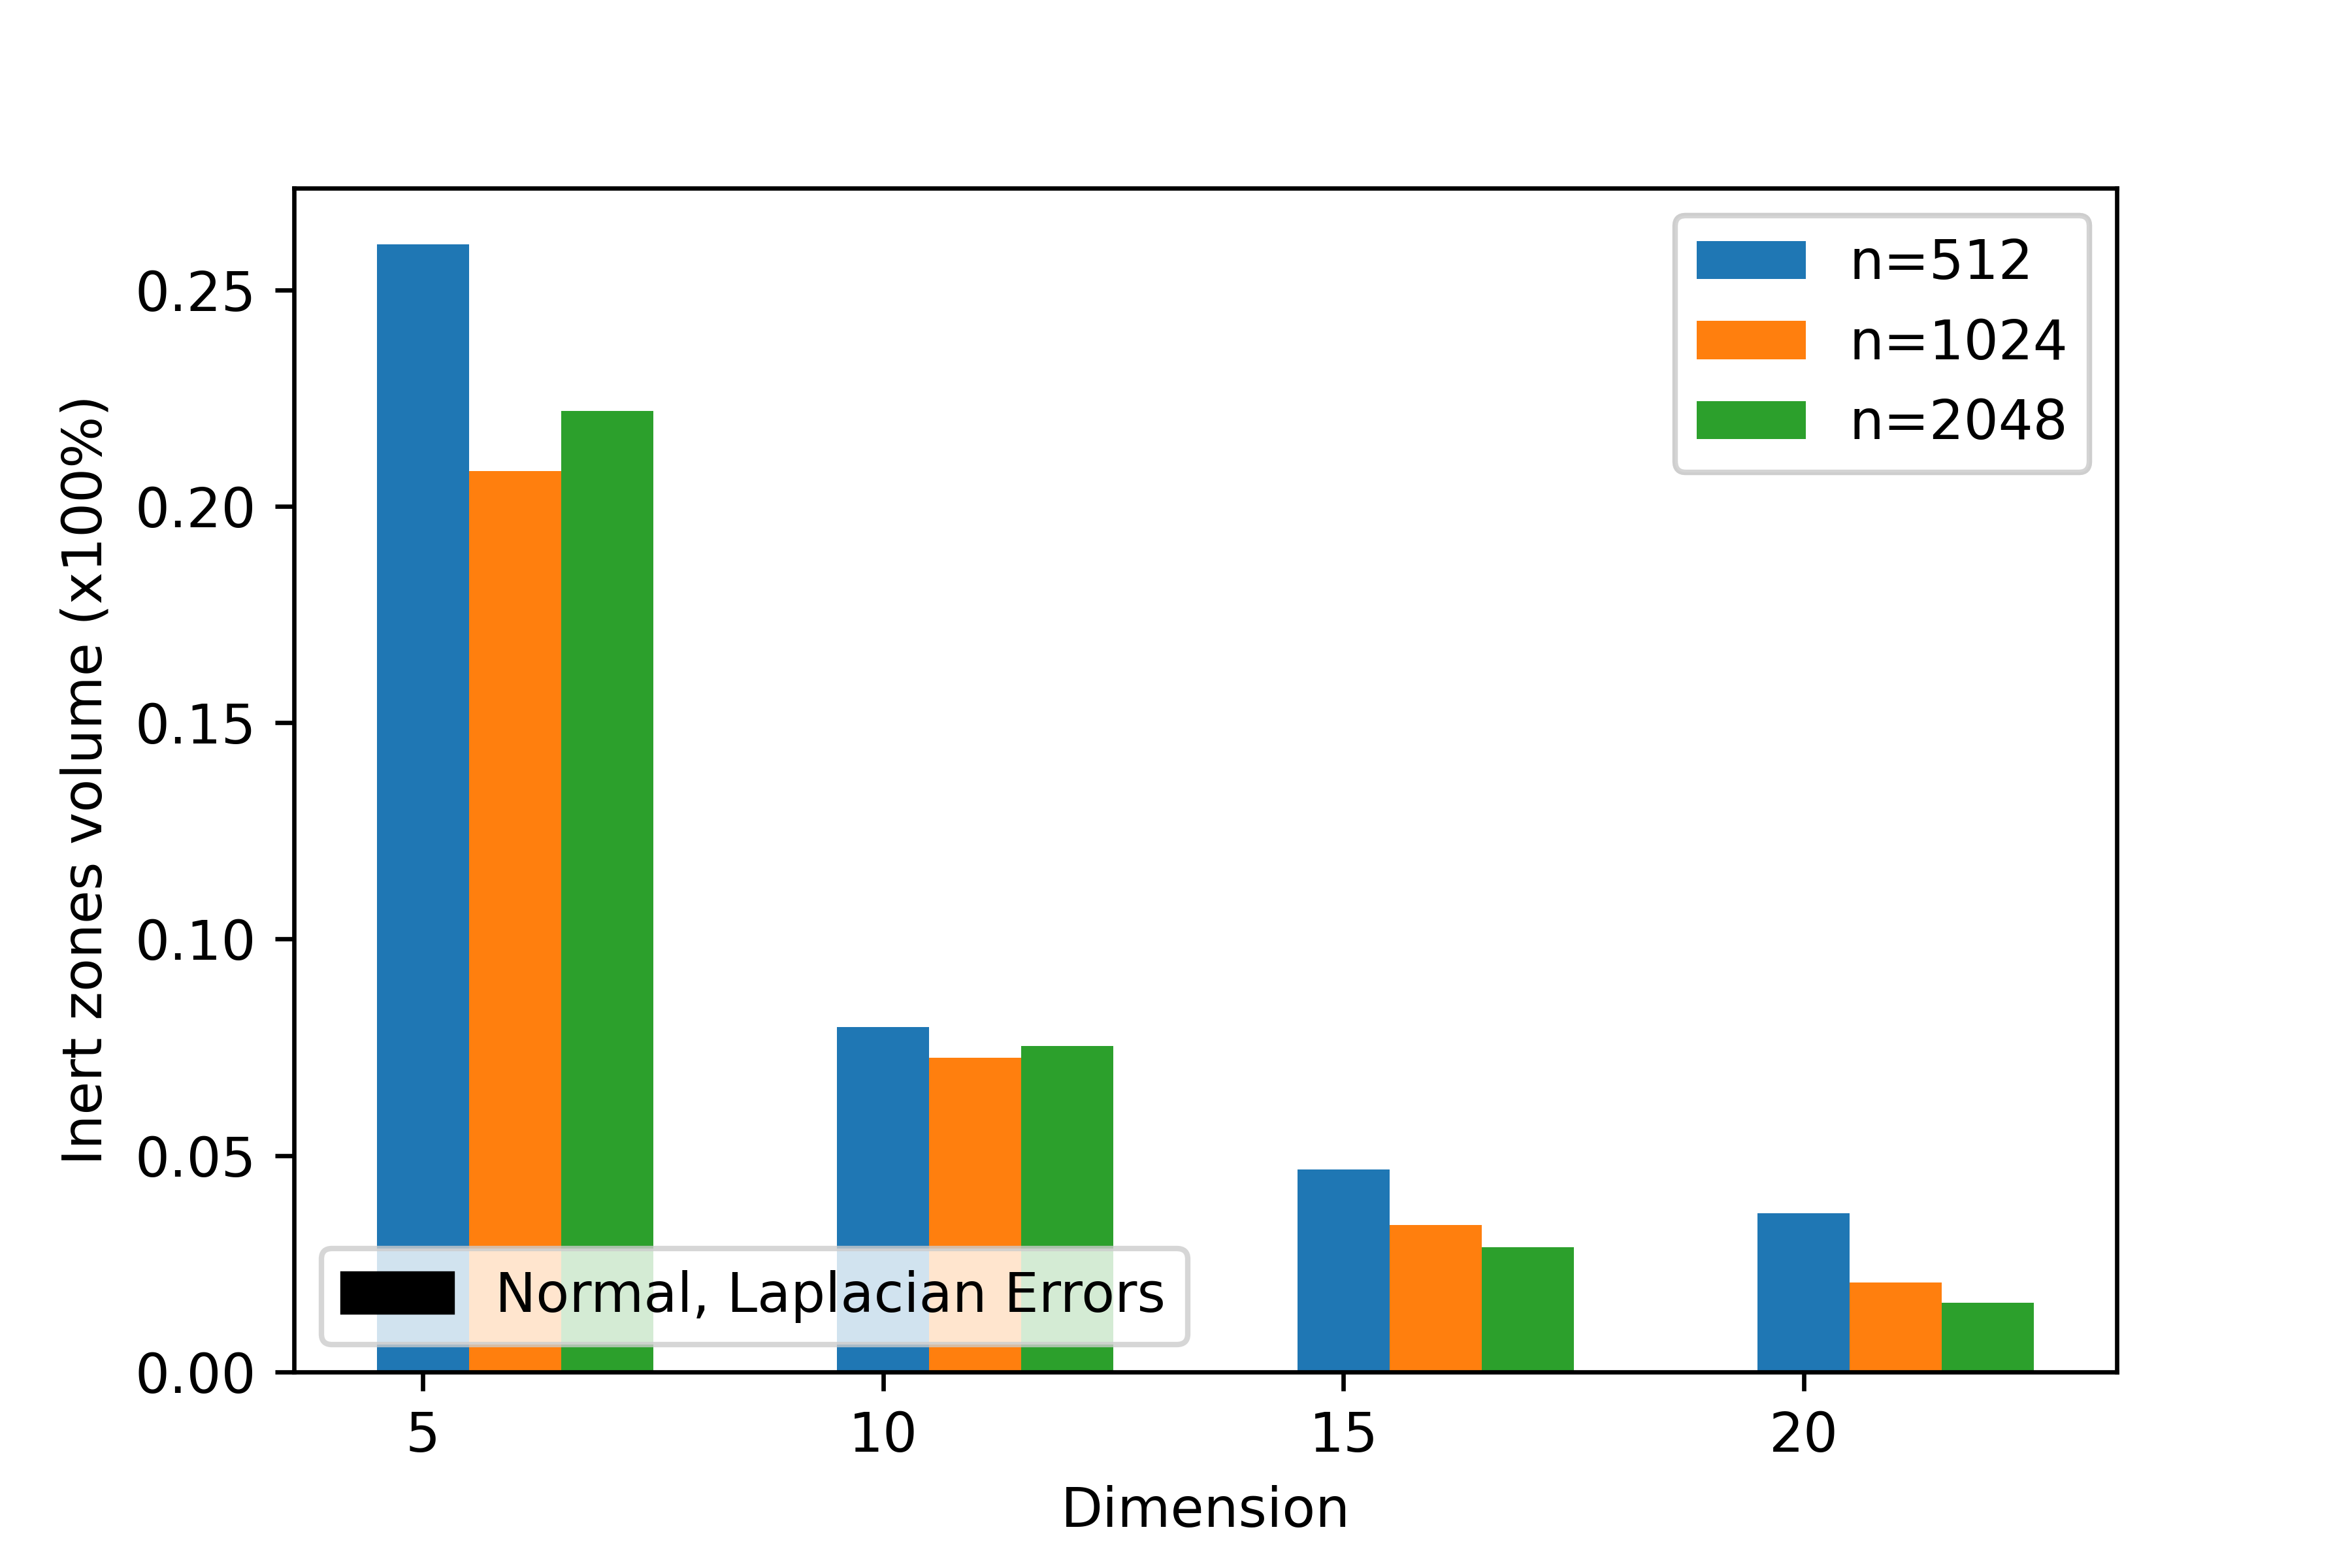 n=512
n=1024
n=2048
Inert zones volume (x100%)
0.25
0.20
0.15
0.10
0.05
0.00
Normal, Laplacian Errors
5 10 15 20
Dimension